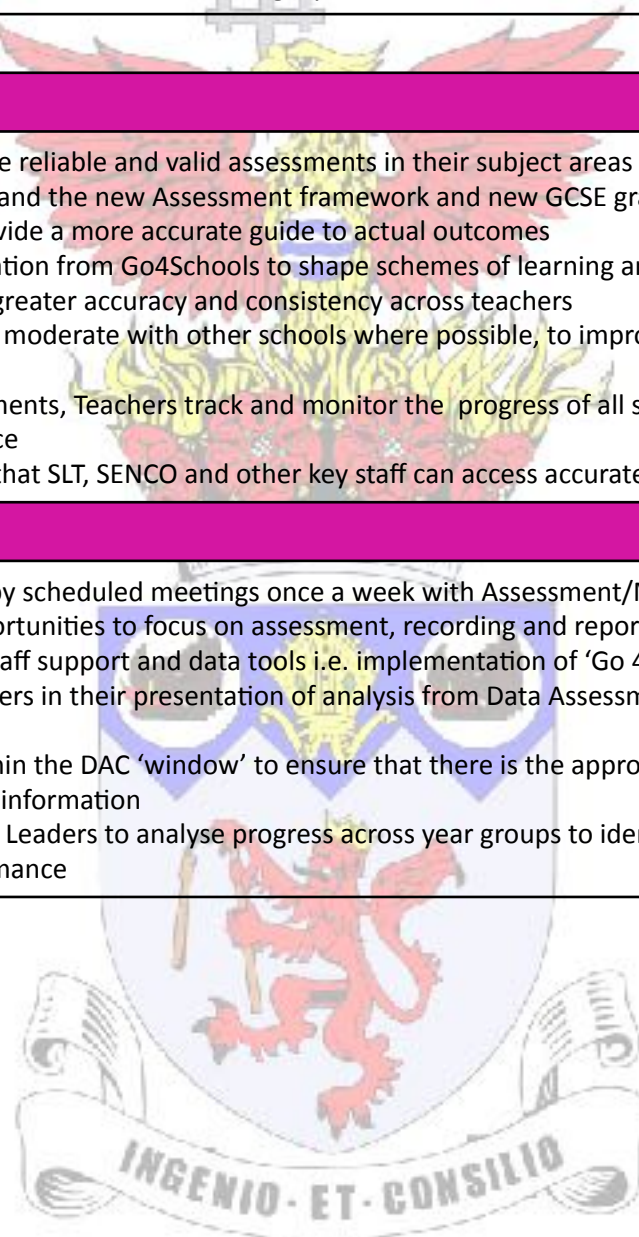 e reliable and valid assessments in their subject areas
and the new Assessment framework and new GCSE gra
vide a more accurate guide to actual outcomes
ation from Go4Schools to shape schemes of learning ar
greater accuracy and consistency across teachers
moderate with other schools where possible, to impro
nents, Teachers track and monitor the progress of all s
ce
that SLT, SENCO and other key staff can access accurate
by scheduled meetings once a week with Assessment/
ortunities to focus on assessment, recording and repor
aff support and data tools i.e. implementation of ‘Go 4
ers in their presentation of analysis from Data Assessm
hin the DAC ‘window’ to ensure that there is the appro
information
Leaders to analyse progress across year groups to iden
mance
INGENIO · ET · CONSILIO